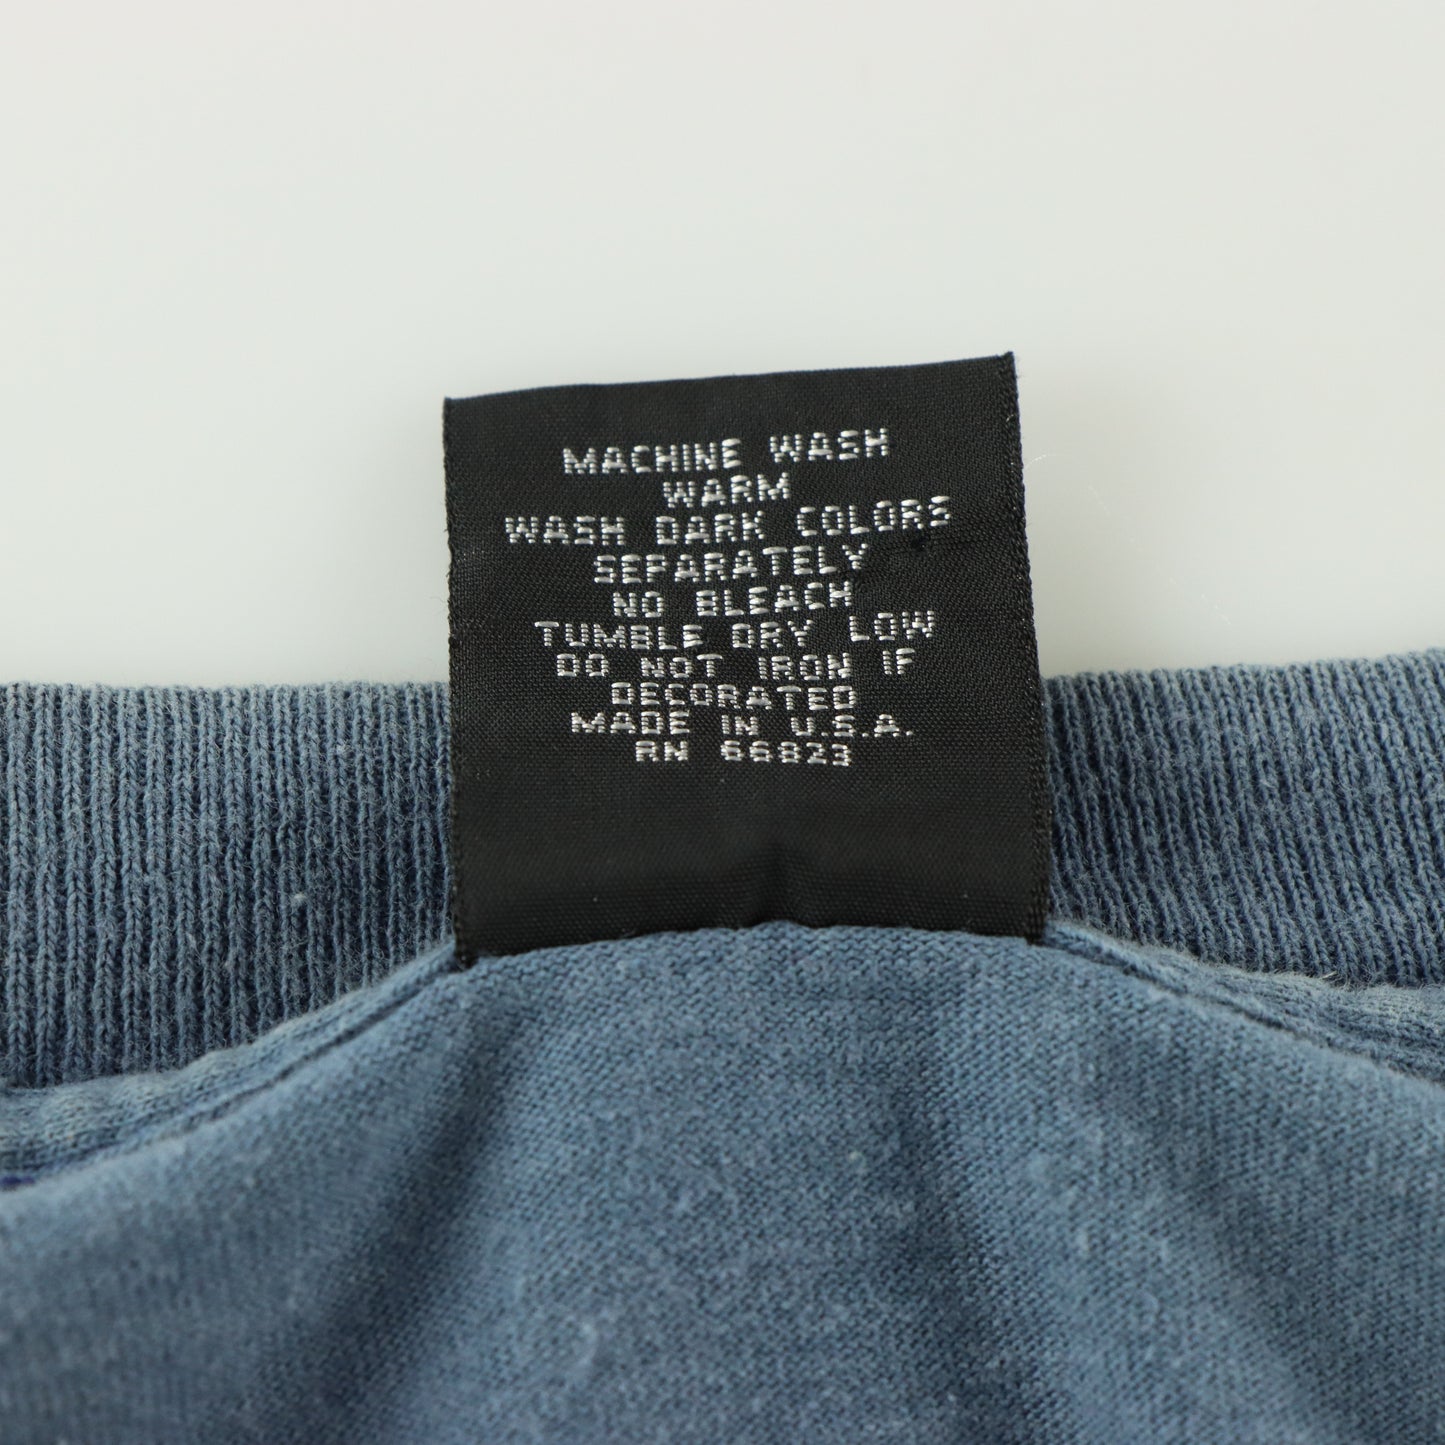 MACHINE WASH
WARM
WASH DARK COLORS
SEPARATELY
NO BLEACH
TUMBLE DRY LOW
DO NOT IRON IF
DECORATED
MADE IN U.S.A.
RN 66823